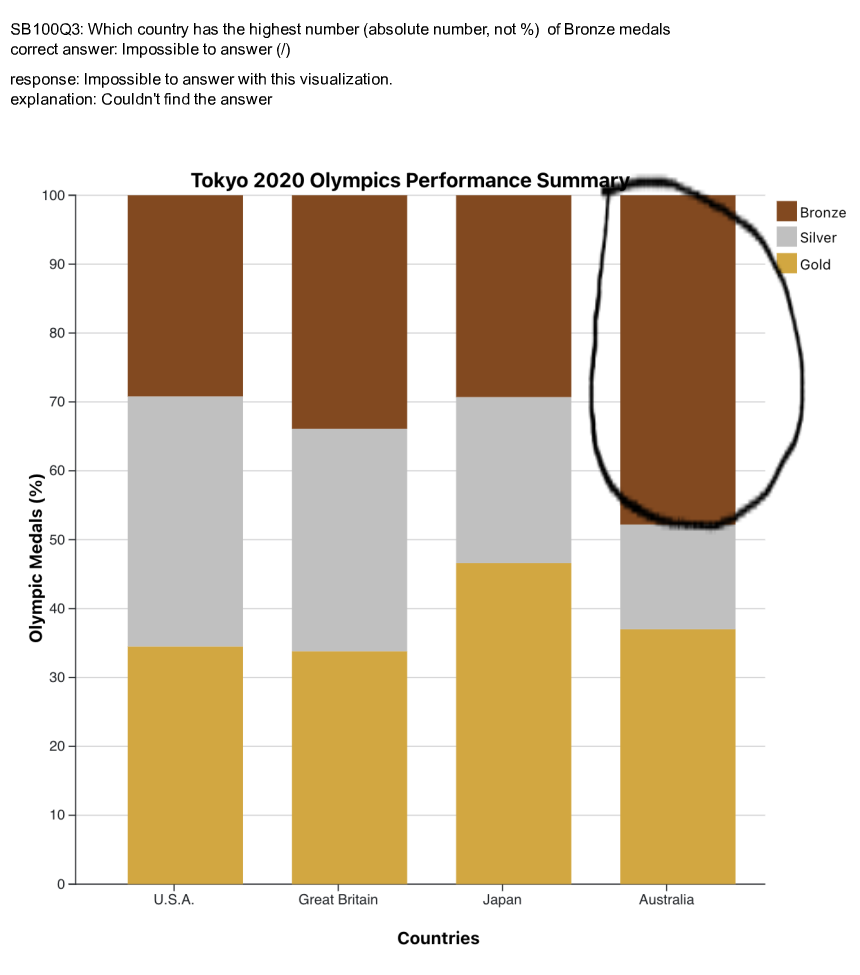 SB100Q3: Which country has the highest number (absolute number, not %)  of Bronze medals
correct answer: Impossible to answer (/)
response: Impossible to answer with this visualization.
explanation: Couldn't find the answer
Tokyo 2020 Olympics Performance Summary
100
90
80
70
60
50
40
30
20
10
0
Olympic Medals (%)
Bronze
Silver
Gold
U.S.A.
Great Britain
Japan
Australia
Countries